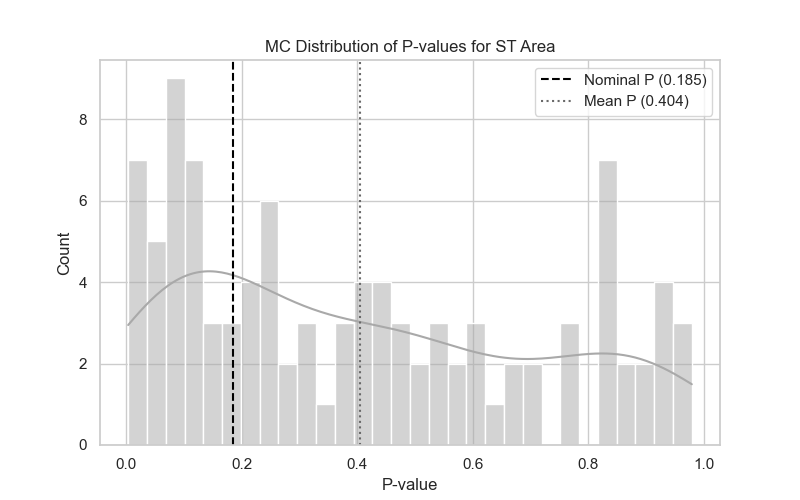 MC Distribution of P-values for ST Area
Nominal P (0.185)
Mean P (0.404)
Count
8
6
4
2
0
0.0 0.2 0.4 0.6 0.8 1.0
P-value